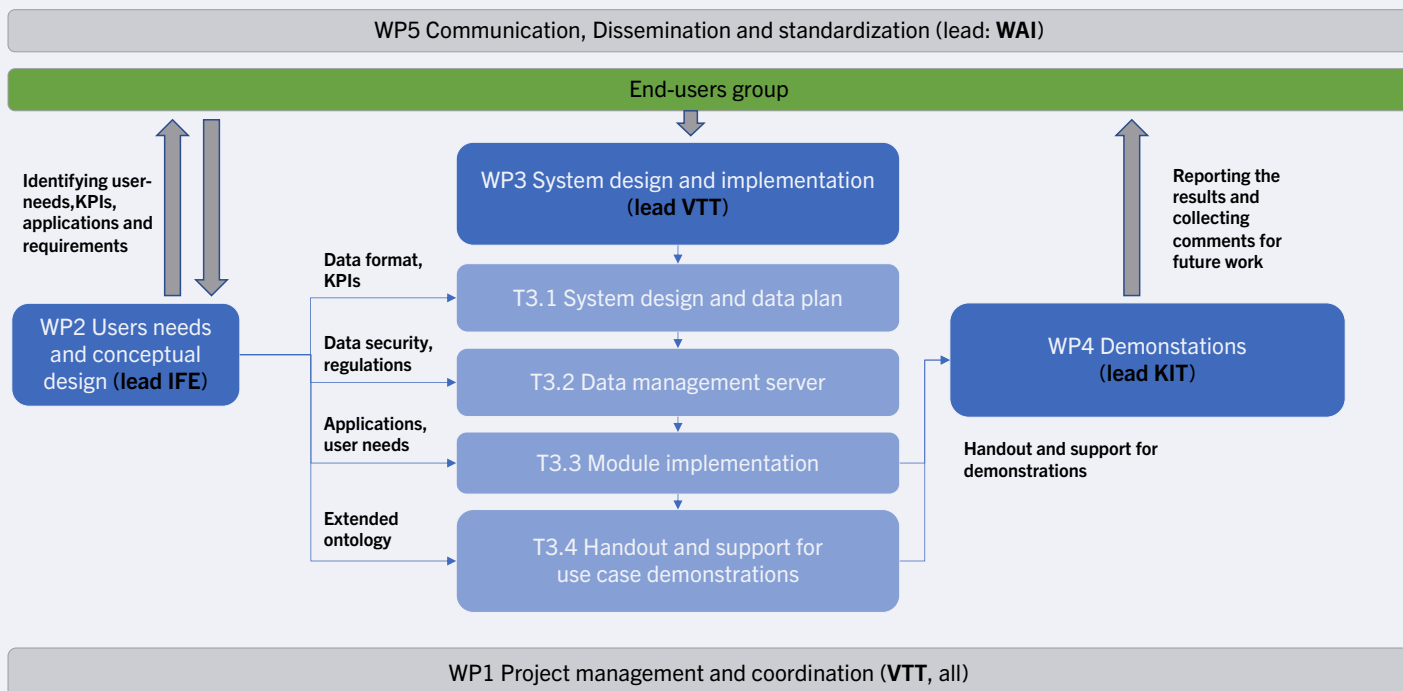 WP5 Communication, Dissemination and standardization (lead: WAI)
End-users group
Identifying user-
needs,KPIs,
applications and
requirements
WP3 System design and implementation
(lead VTT)
Reporting the
results and
collecting
comments for
future work
Data format,
KPIs
T3.1 System design and data plan
WP2 Users needs
and conceptual
design (lead IFE)
Data security,
regulations
T3.2 Data management server
WP4 Demonstations
(lead KIT)
Applications,
user needs
T3.3 Module implementation
Handout and support for
demonstrations
Extended
ontology
T3.4 Handout and support for
use case demonstrations
WP1 Project management and coordination (VTT, all)